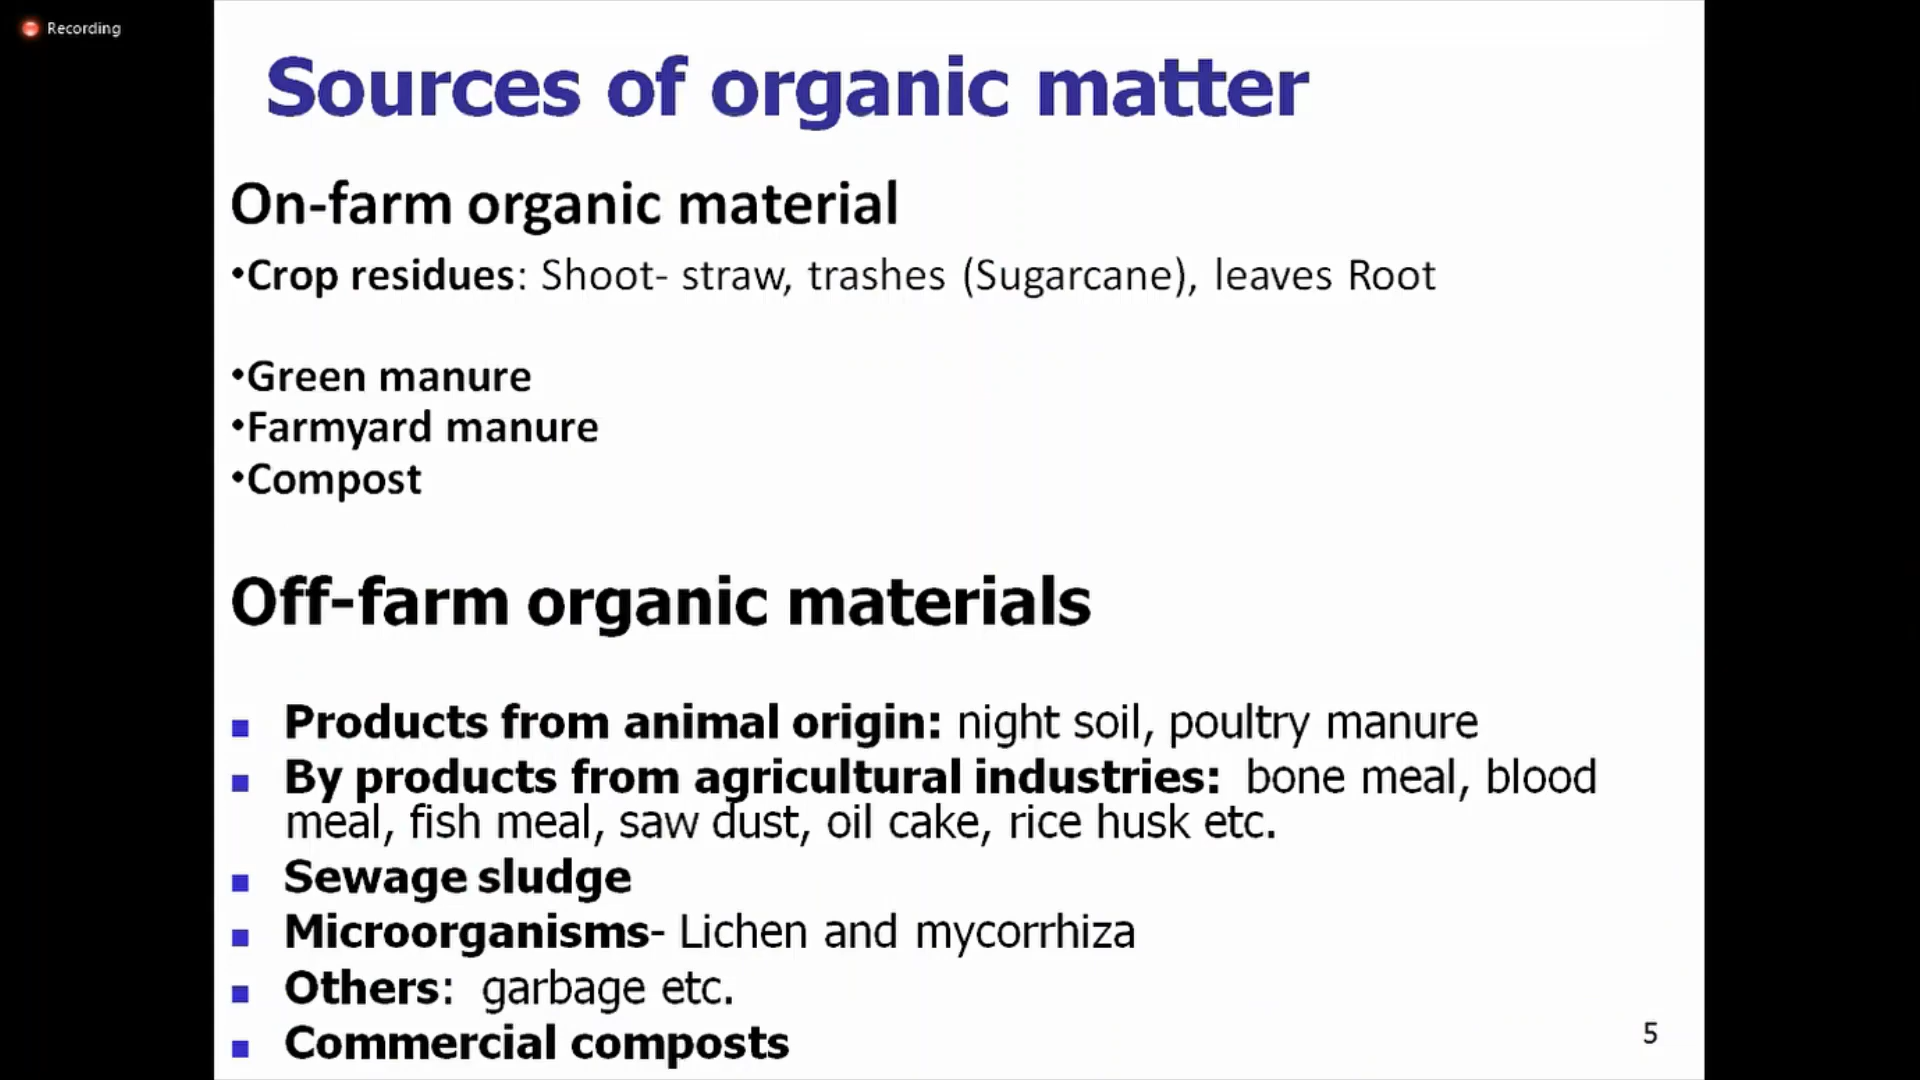 Recording
Sources of organic matter
On-farm organic material
•Crop residues: Shoot- straw, trashes (Sugarcane), leaves Root
•Green manure
•Farmyard manure
•Compost
Off-farm organic materials
▪ Products from animal origin: night soil, poultry manure
▪ By products from agricultural industries: bone meal, blood
meal, fish meal, saw dust, oil cake, rice husk etc.
▪ Sewage sludge
▪ Microorganisms- Lichen and mycorrhiza
▪ Others: garbage etc.
▪ Commercial composts
5